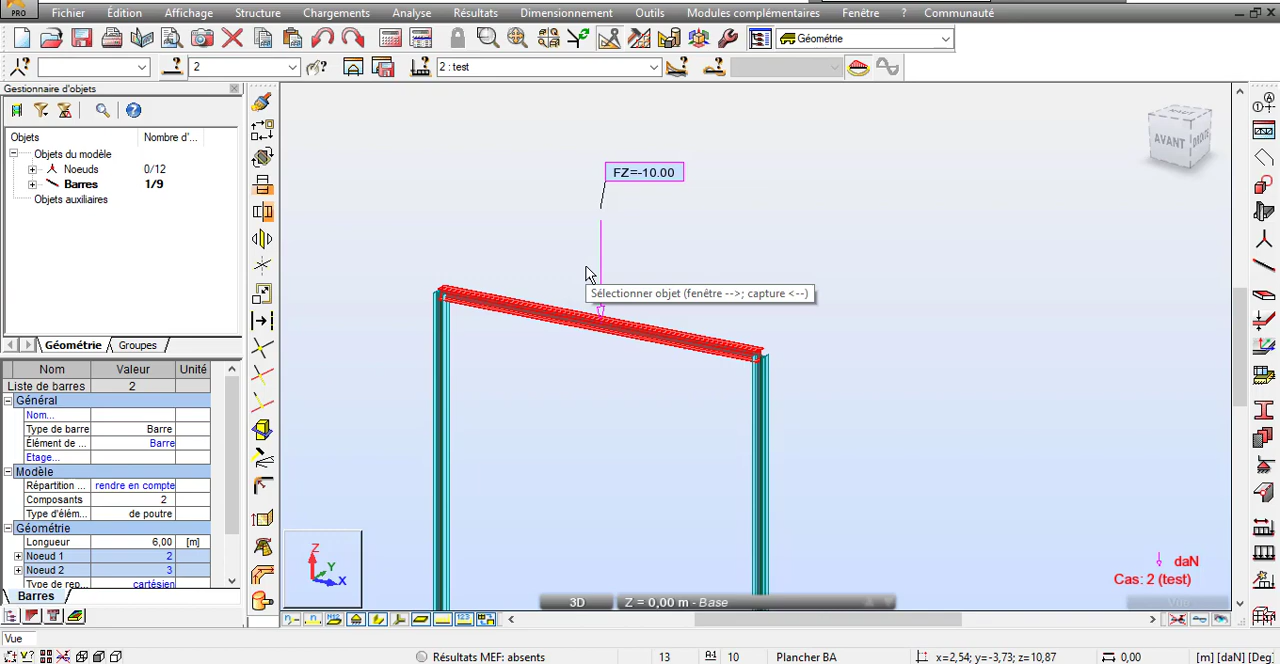 PRO
Fichier Édition Affichage Structure Chargements Analyse Résultats Dimensionnement Outils Modules complémentaires Fenêtre ? Communauté
Géométrie
2 2 : test
Gestionnaire d'objets
Objets Nombre d'...
Objets du modèle
Noeuds 0/12
Barres 1/9
Objets auxiliaires
Géométrie Groupes
Nom Valeur Unité
Liste de barres 2
Général
Nom...
Type de barre Barre
Élément de ... Barre
Etage...
Modèle
Répartition ... rendre en compte
Composants 2
Type d'élém... de poutre
Géométrie
Longueur 6,00 [m]
Noeud 1 2
Noeud 2 3
Type de rep... cartésien
Barres
FZ=-10.00
Sélectionner objet (fenêtre -->; capture <--)
AVANT
Z
Y
X
daN
Cas: 2 (test)
3D Z = 0,00 m - Base
Vue
Vue
Résultats MEF: absents 13 10 Plancher BA x=2,54; y=-3,73; z=10,87 0,00 [m] [daN] [Deg